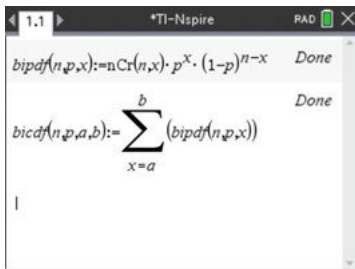 1.1 *TI-Nspire RAD
bipdf(n,p,x):=nCr(n,x)·p^x·(1-p)^(n-x) Done
b
bicdf(n,p,a,b):=∑(bipdf(n,p,x)) Done
x=a